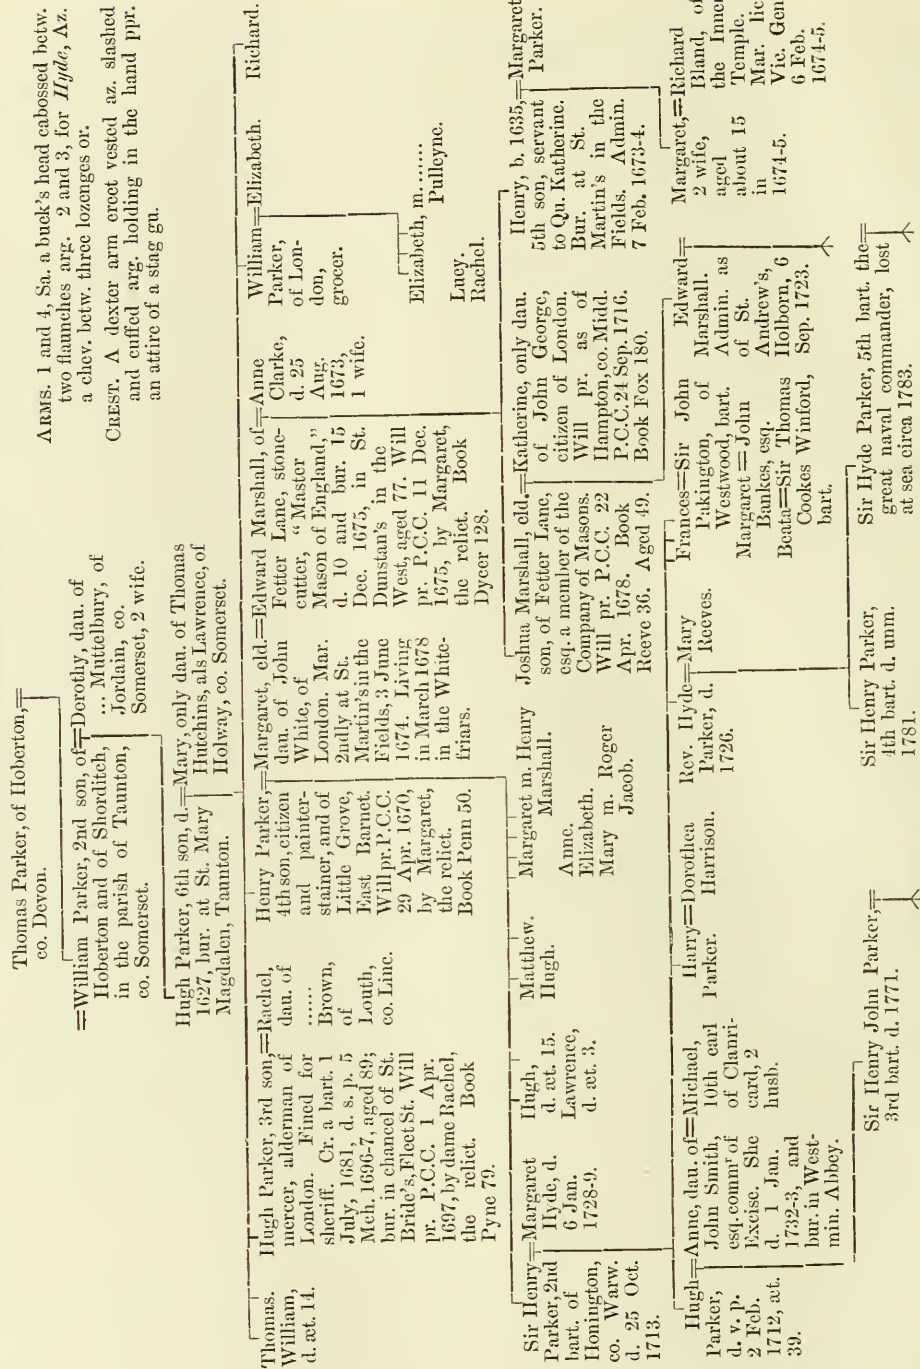 ARMS. 1 and 4, Sa. a buck's head cabossed betw.
two flaunches arg. 2 and 3, for Hyde, Az.
a chev. betw. three lozenges or.
CREST. A dexter arm erect vested az. slashed
and cuffed arg. holding in the hand ppr.
an attire of a stag gu.
Thomas Parker, of Hoberton,
co. Devon.
William Parker, 2nd son, of
Hoberton and of Shorditch,
in the parish of Taunton,
co. Somerset.
Dorothy, dau. of
... Muttelbury, of
Jordain, co.
Somerset, 2 wife.
Hugh Parker, 6th son, d.
1627, bur. at St. Mary
Magdalen, Taunton.
Mary, only dau. of Thomas
Hutchins, als Lawrence, of
Holway, co. Somerset.
Thomas.
William,
d. æt. 14.
Hugh Parker, 3rd son,
mercer, alderman of
London. Fined for
sheriff. Cr. a bart. 1
July, 1681, d. s. p. 5
Mch. 1696-7, aged 89;
bur. in chancel of St.
Bride's, Fleet St. Will
pr. P.C.C. 1 Apr.
1697, by dame Rachel,
the relict. Book
Pyne 79.
Rachel,
dau. of
......
Brown,
of
Louth,
co. Linc.
Henry Parker,
4th son, citizen
and painter-
stainer, and of
Little Grove,
East Barnet.
Will pr. P.C.C.
29 Apr. 1670,
by Margaret,
the relict.
Book Penn 50.
Margaret, eld.
dau. of John
White, of
London. Mar.
2ndly at St.
Martin's in the
Fields, 3 June
1674. Living
in March 1678
in the White-
friars.
Edward Marshall, of
Fetter Lane, stone-
cutter, "Master
Mason of England,"
d. 10 and bur. 15
Dec. 1675, in St.
Dunstan's in the
West, aged 77. Will
pr. P.C.C. 11 Dec.
1675, by Margaret,
the relict. Book
Dycer 128.
Anne
Clarke,
d. 25
Aug.
1673,
1 wife.
William
Parker,
of Lon-
don,
grocer.
Elizabeth.
Richard.
Elizabeth, m. ......
Pulleyne.
Lucy.
Rachel.
Sir Henry
Parker, 2nd
bart. of
Honington,
co. Warw.
d. 25 Oct.
1713.
Margaret
Hyde, d.
6 Jan.
1728-9.
Hugh,
d. æt. 15.
Lawrence,
d. æt. 3.
Matthew.
Hugh.
Margaret m. Henry
Marshall.
Anne.
Elizabeth.
Mary m. Roger
Jacob.
Joshua Marshall, eld.
son, of Fetter Lane,
esq. a member of the
Company of Masons.
Will pr. P.C.C. 22
Apr. 1678. Book
Reeve 36. Aged 49.
Katherine, only dau.
of John George,
citizen of London.
Will pr. as of
Hampton, co. Midd.
P.C.C. 24 Sep. 1716.
Book Fox 180.
Henry, b. 1635,
5th son, servant
to Qu. Katherine.
Bur. at St.
Martin's in the
Fields. Admin.
7 Feb. 1673-4.
Margaret
Parker.
Hugh
Parker,
d. v. p.
2 Feb.
1712, æt.
39.
Anne, dau. of
John Smith,
esq. commr of
Excise. She
d. 1 Jan.
1732-3, and
bur. in West-
min. Abbey.
Michael,
10th earl
of Clanri-
card, 2
husb.
Harry
Parker.
Dorothea
Harrison.
Rev. Hyde
Parker, d.
1726.
Mary
Reeves.
Frances=Sir John
Pakington, of
Westwood, bart.
Margaret=John
Bankes, esq.
Beata=Sir Thomas
Cookes Winford,
bart.
Edward
Marshall.
Admin. as
of St.
Andrew's,
Holborn, 6
Sep. 1723.
Margaret,
2 wife,
aged
about 15
in
1674-5.
Richard
Bland, of
the Inner
Temple.
Mar. lic.
Vic. Gen.
6 Feb.
1674-5.
Sir Henry John Parker,
3rd bart. d. 1771.
Sir Henry Parker,
4th bart. d. unm.
1781.
Sir Hyde Parker, 5th bart. the
great naval commander, lost
at sea circa 1783.